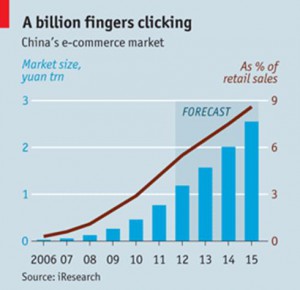 A billion fingers clicking
China's e-commerce market
Market size, As % of
yuan trn retail sales
FORECAST
3 9
2 6
1 3
0 0
2006 07 08 09 10 11 12 13 14 15
Source: iResearch